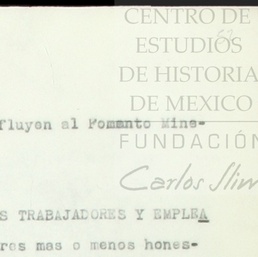 CENTRO DE
ESTUDIOS
DE HISTORIA
DE MEXICO
fluyen al Fomento Mine-
FUNDACIÓN
Carlos Slim
S TRABAJADORES Y EMPLEA
res mas o menos hones-